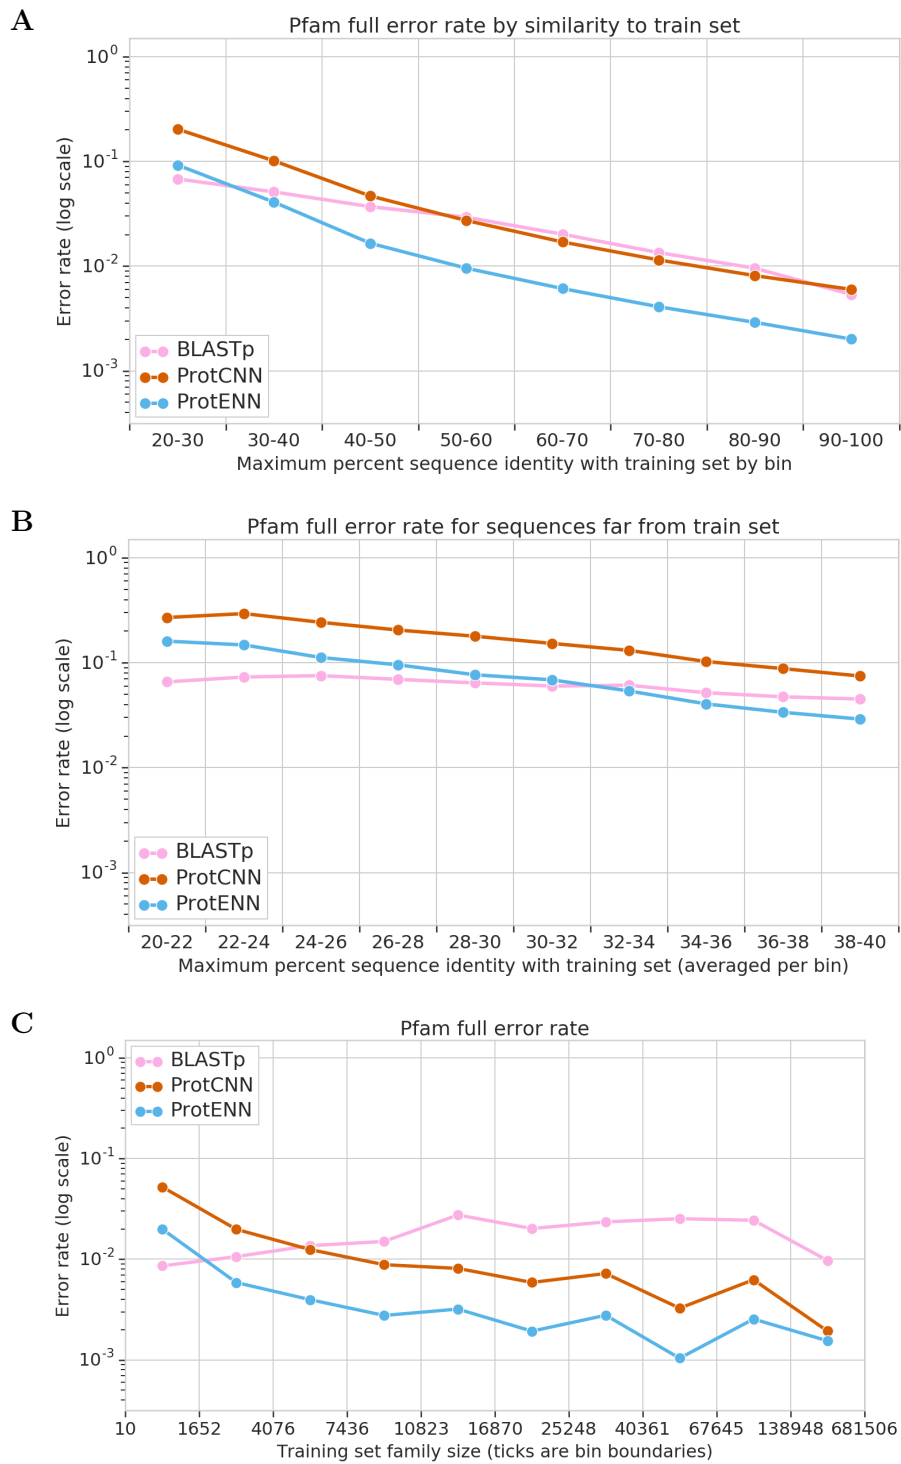 A
Pfam full error rate by similarity to train set
Error rate (log scale)
10^0
10^-1
10^-2
10^-3
BLASTp
ProtCNN
ProtENN
20-30 30-40 40-50 50-60 60-70 70-80 80-90 90-100
Maximum percent sequence identity with training set by bin
B
Pfam full error rate for sequences far from train set
Error rate (log scale)
10^0
10^-1
10^-2
10^-3
BLASTp
ProtCNN
ProtENN
20-22 22-24 24-26 26-28 28-30 30-32 32-34 34-36 36-38 38-40
Maximum percent sequence identity with training set (averaged per bin)
C
Pfam full error rate
Error rate (log scale)
10^0
10^-1
10^-2
10^-3
BLASTp
ProtCNN
ProtENN
10 1652 4076 7436 10823 16870 25248 40361 67645 138948 681506
Training set family size (ticks are bin boundaries)